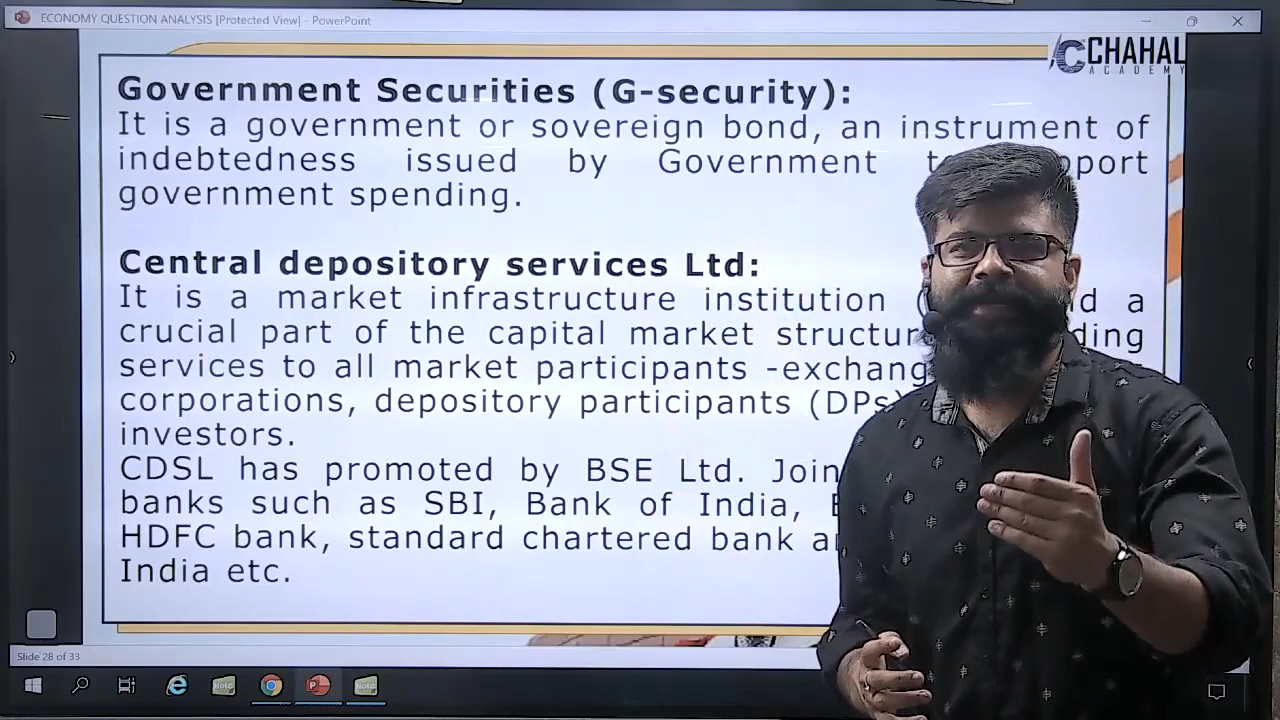 ECONOMY QUESTION ANALYSIS [Protected View] - PowerPoint
CHAHAL
ACADEMY
Government Securities (G-security):
It is a government or sovereign bond, an instrument of
indebtedness issued by Government
government spending.
Central depository services Ltd:
It is a market infrastructure institution ( a
crucial part of the capital market
services to all market participants
corporations, depository participants (DPs)
investors.
CDSL has promoted by BSE Ltd.
banks such as SBI, Bank of India,
HDFC bank, standard chartered bank
India etc.
Slide 28 of 33
Note
Note